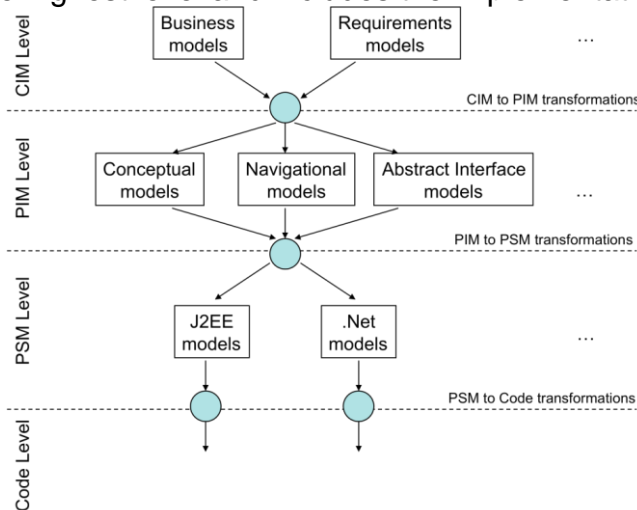 CIM Level
Business
models
Requirements
models
...
CIM to PIM transformations
PIM Level
Conceptual
models
Navigational
models
Abstract Interface
models
...
PIM to PSM transformations
PSM Level
J2EE
models
.Net
models
...
PSM to Code transformations
Code Level